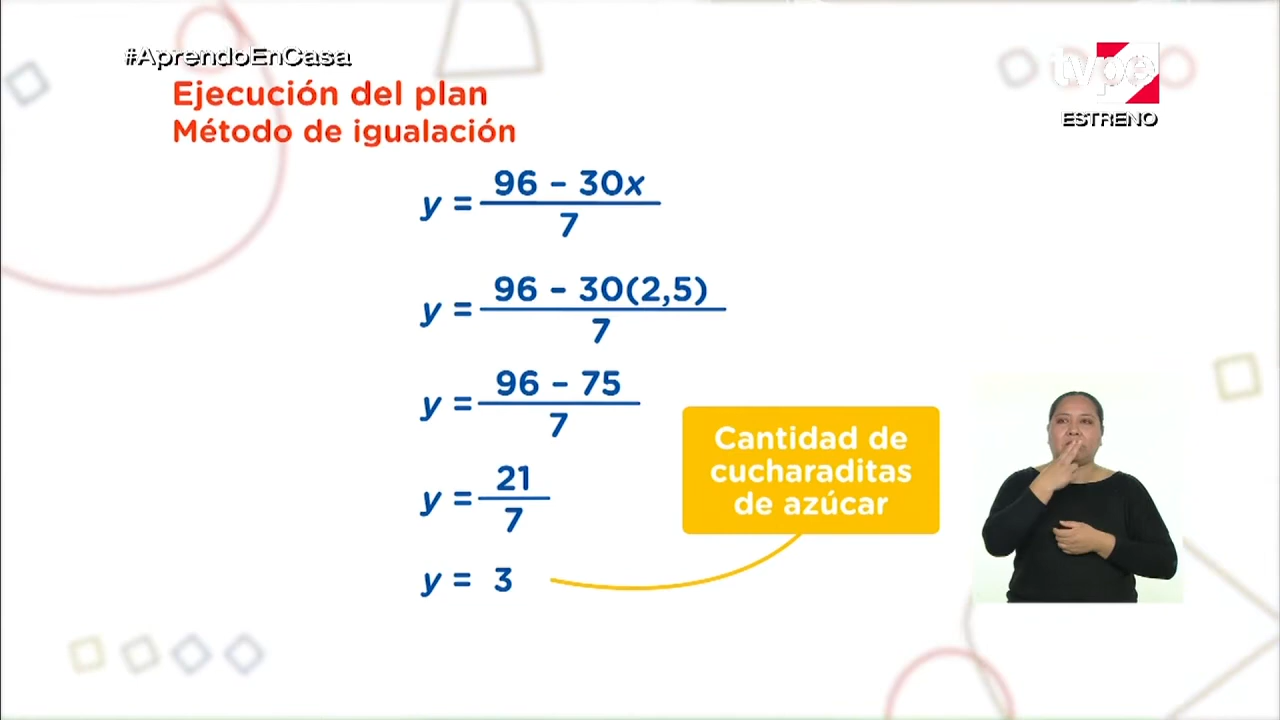 #AprendoEnCasa
tvpe
ESTRENO
Ejecución del plan
Método de igualación
y = 96 – 30x / 7
y = 96 – 30(2,5) / 7
y = 96 – 75 / 7
y = 21 / 7
y = 3
Cantidad de
cucharaditas
de azúcar